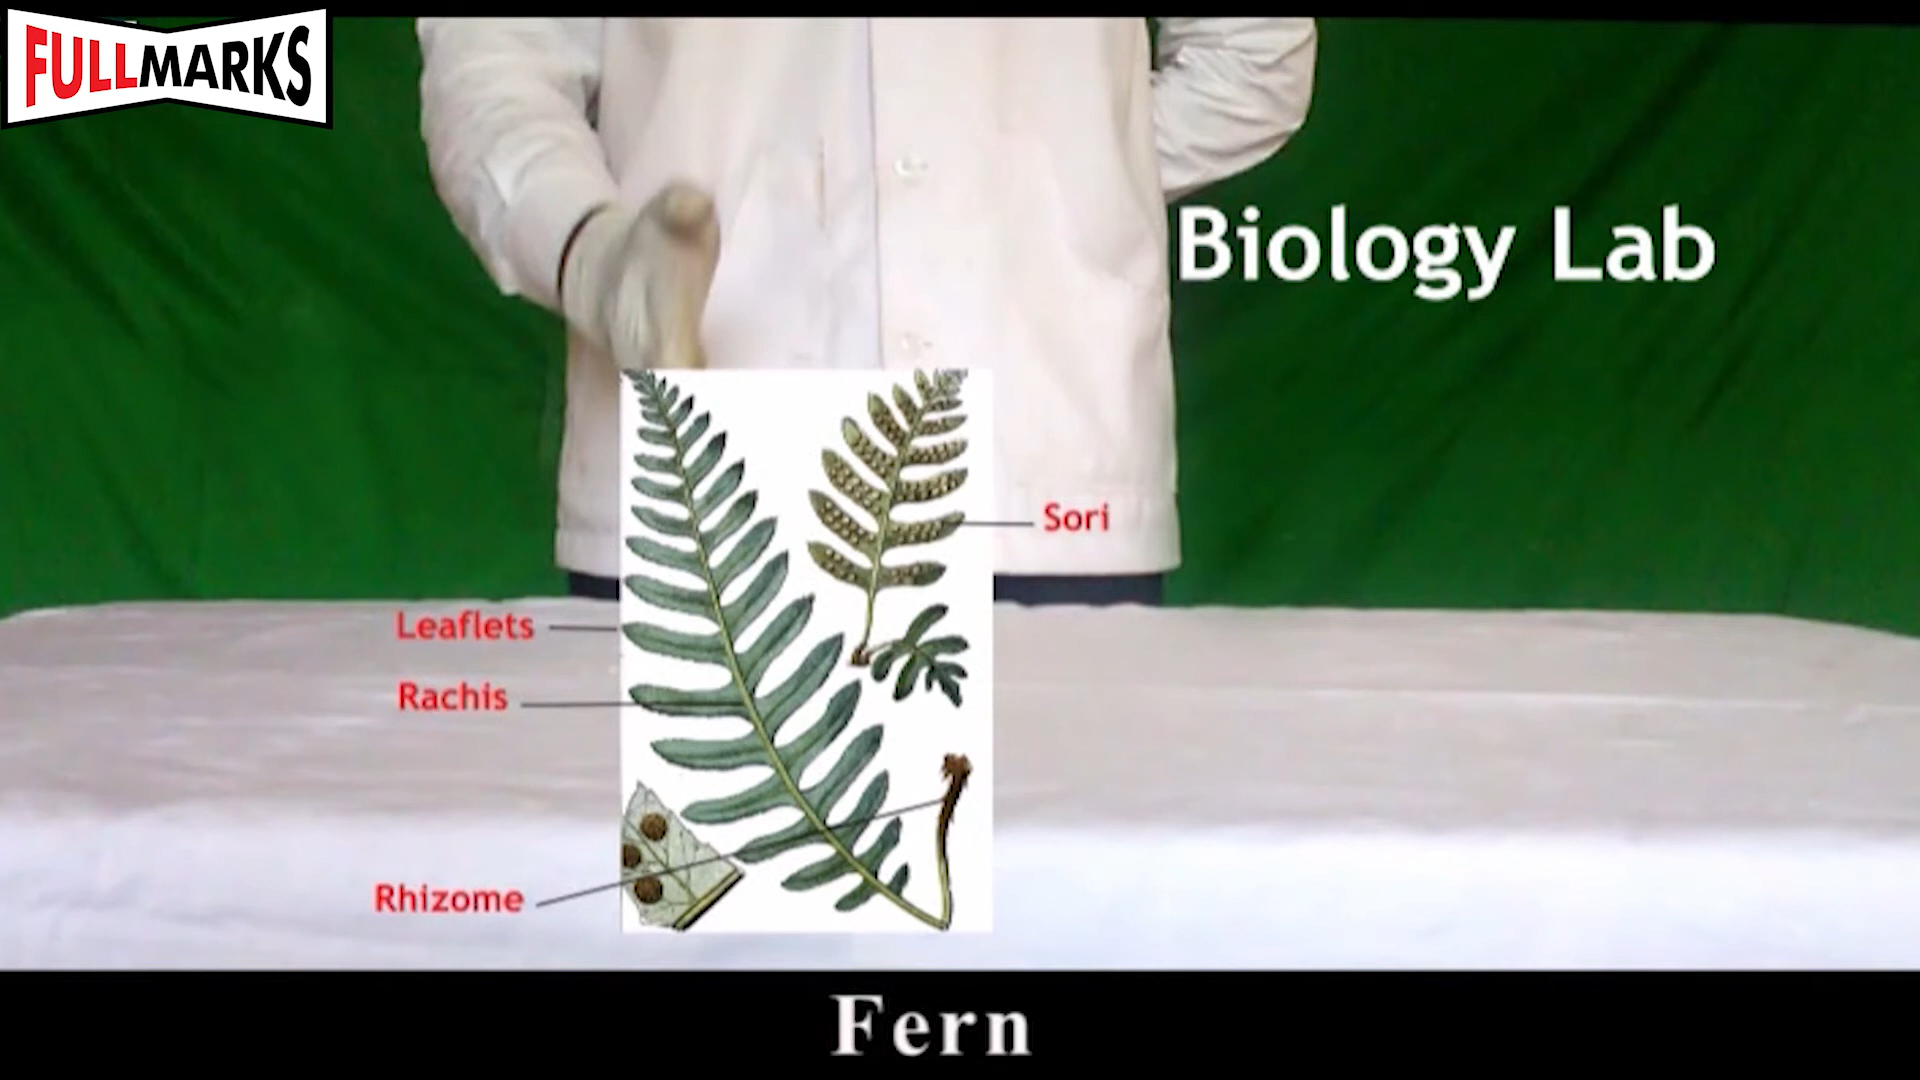 FULLMARKS
Biology Lab
Sori
Leaflets
Rachis
Rhizome
Fern